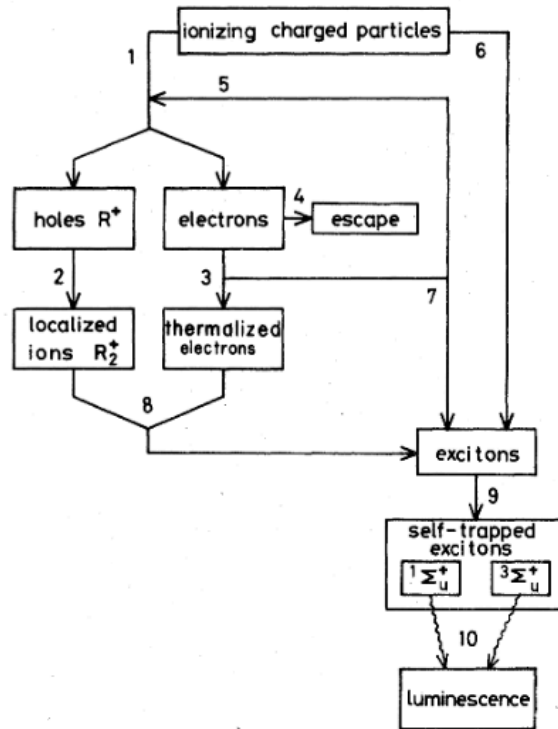 ionizing charged particles
1
6
5
holes R⁺
electrons
4
escape
2
3
7
localized
ions R₂⁺
thermalized
electrons
8
excitons
9
self-trapped
excitons
¹Σᵤ⁺
³Σᵤ⁺
10
luminescence